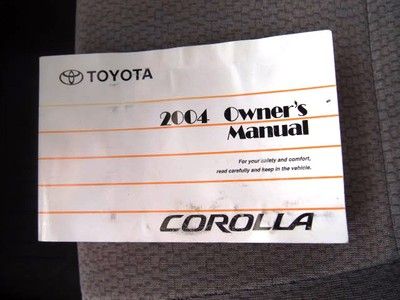 TOYOTA
2004 Owner's
Manual
For your safety and comfort,
read carefully and keep in the vehicle.
COROLLA